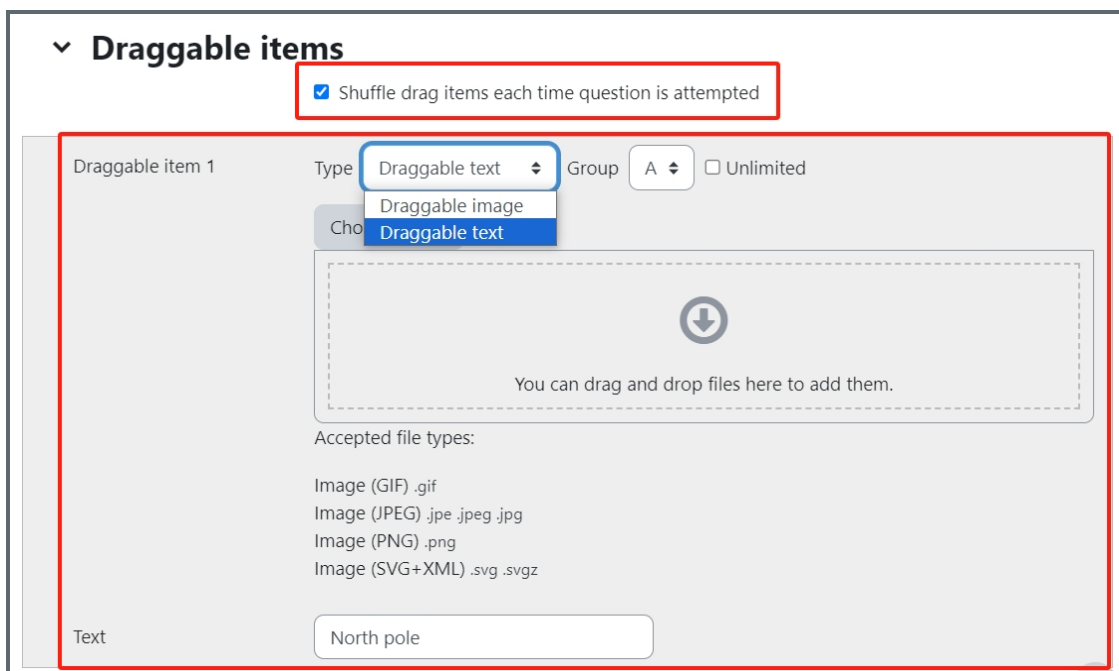 Draggable items
Shuffle drag items each time question is attempted
Draggable item 1 Type Draggable text Group A Unlimited
Draggable image
Cho Draggable text
You can drag and drop files here to add them.
Accepted file types:
Image (GIF) .gif
Image (JPEG) .jpe .jpeg .jpg
Image (PNG) .png
Image (SVG+XML) .svg .svgz
Text North pole